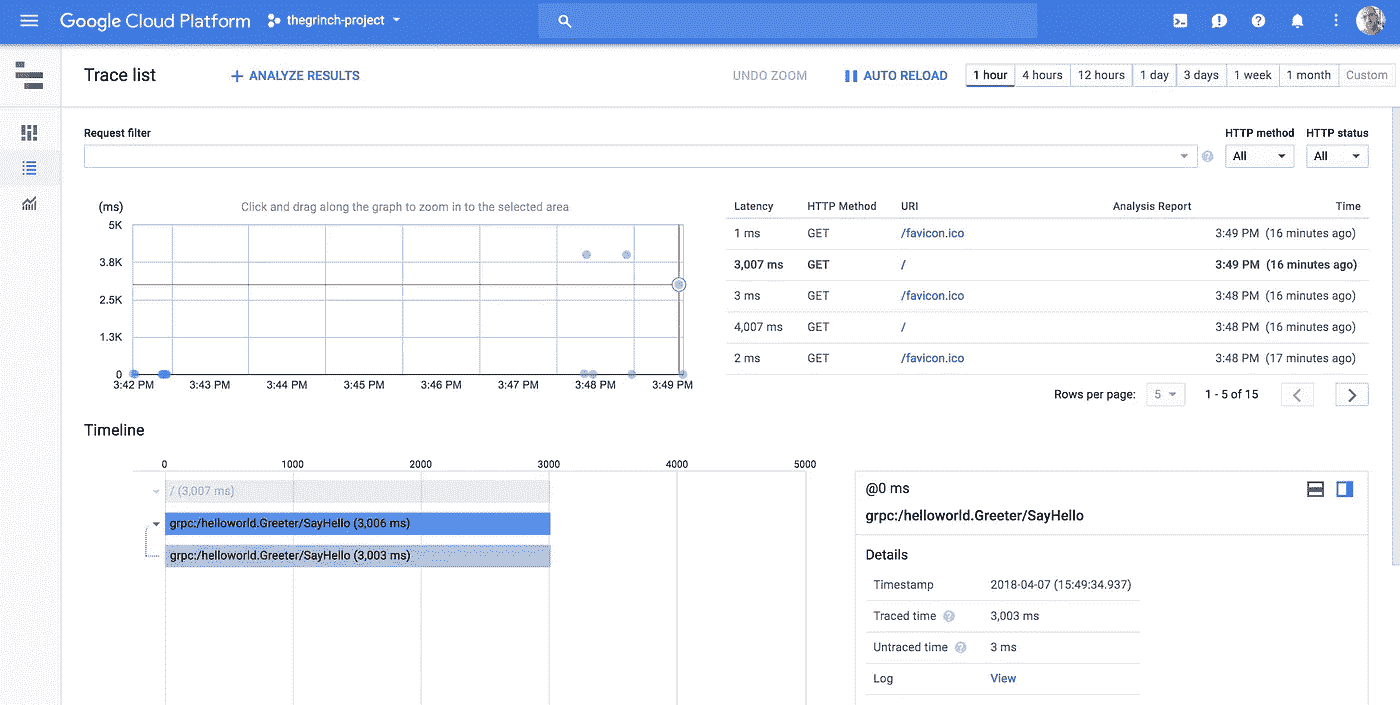 Google Cloud Platform thegrinch-project
Trace list + ANALYZE RESULTS UNDO ZOOM AUTO RELOAD 1 hour 4 hours 12 hours 1 day 3 days 1 week 1 month Custom
Request filter HTTP method HTTP status
All All
(ms) Click and drag along the graph to zoom in to the selected area
5K
3.8K
2.5K
1.3K
0
3:42 PM 3:43 PM 3:44 PM 3:45 PM 3:46 PM 3:47 PM 3:48 PM 3:49 PM
Latency HTTP Method URI Analysis Report Time
1 ms GET /favicon.ico 3:49 PM (16 minutes ago)
3,007 ms GET / 3:49 PM (16 minutes ago)
3 ms GET /favicon.ico 3:48 PM (16 minutes ago)
4,007 ms GET / 3:48 PM (16 minutes ago)
2 ms GET /favicon.ico 3:48 PM (17 minutes ago)
Rows per page: 5 1 - 5 of 15
Timeline
0 1000 2000 3000 4000 5000
/ (3,007 ms)
grpc:/helloworld.Greeter/SayHello (3,006 ms)
grpc:/helloworld.Greeter/SayHello (3,003 ms)
@0 ms
grpc:/helloworld.Greeter/SayHello
Details
Timestamp 2018-04-07 (15:49:34.937)
Traced time 3,003 ms
Untraced time 3 ms
Log View